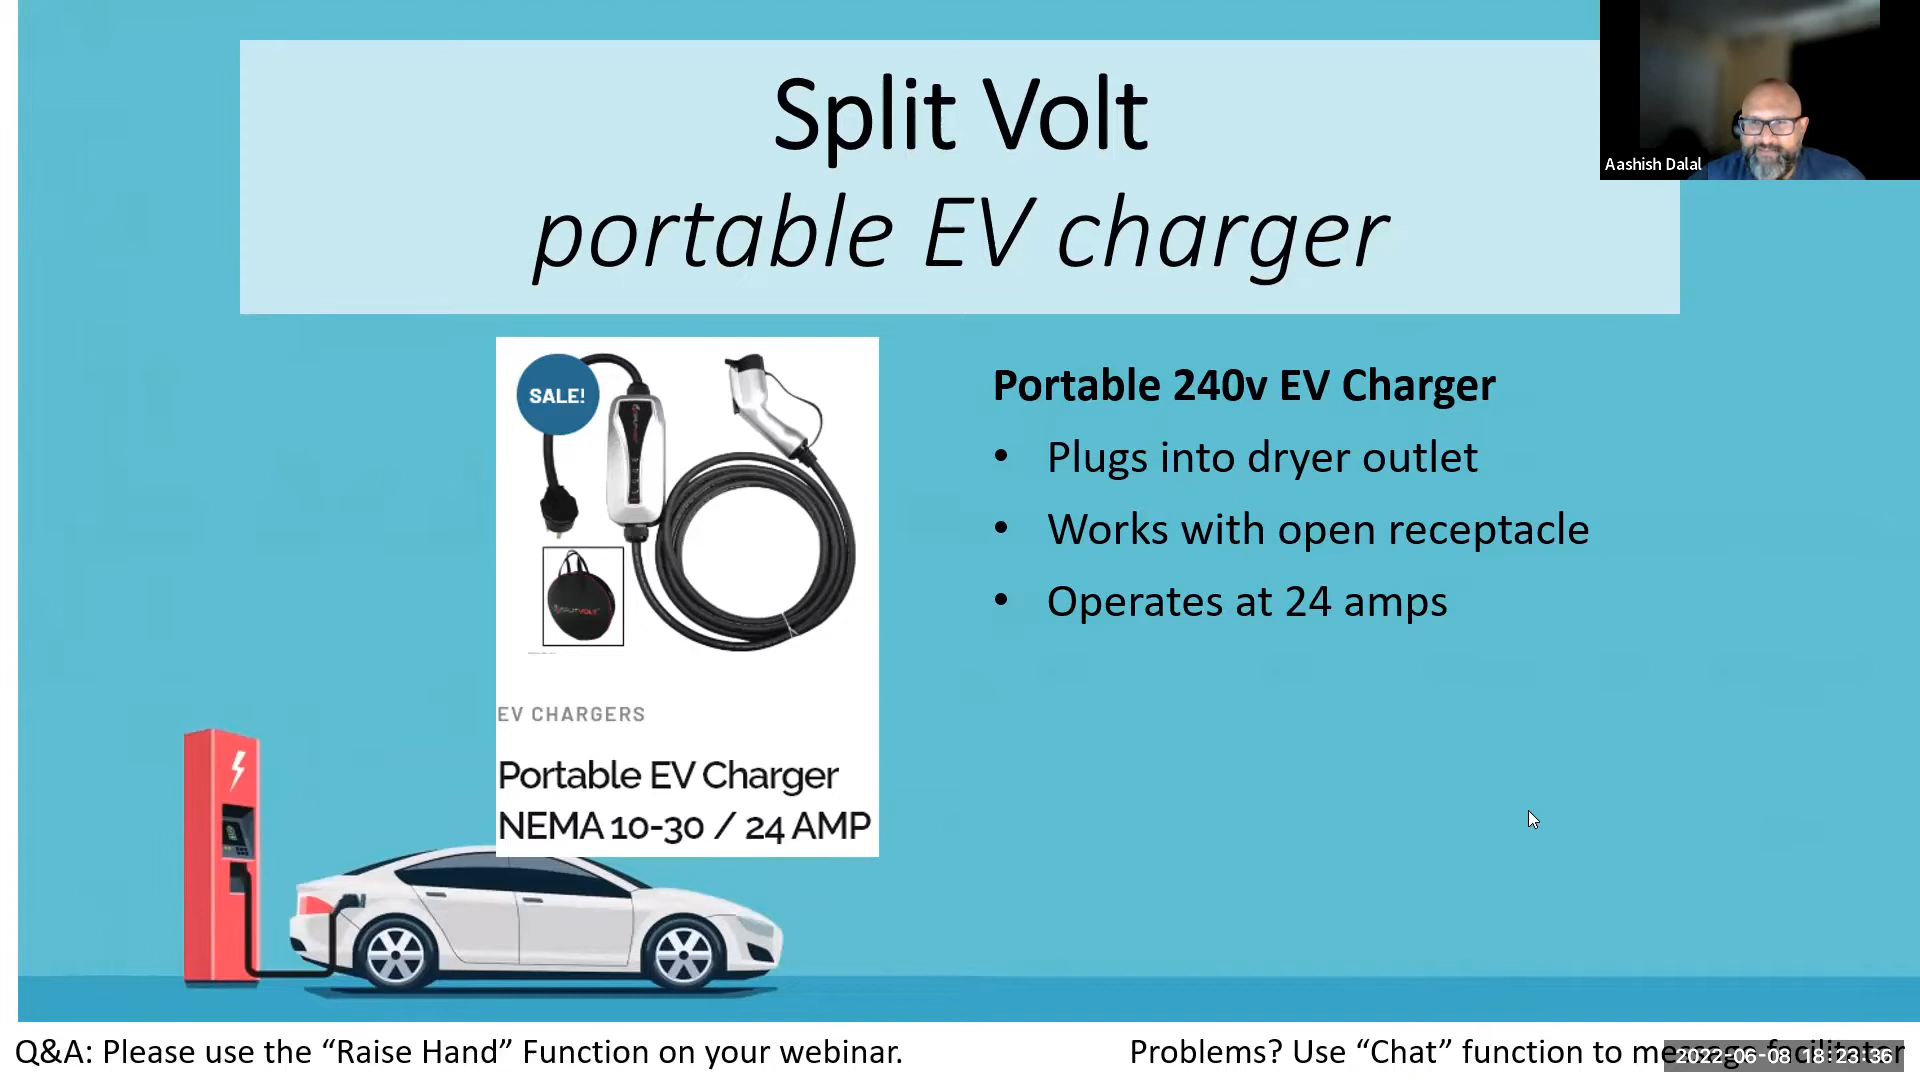 Split Volt
portable EV charger
Aashish Dalal
SALE!
Portable 240v EV Charger
• Plugs into dryer outlet
• Works with open receptacle
• Operates at 24 amps
EV CHARGERS
Portable EV Charger
NEMA 10-30 / 24 AMP
Q&A: Please use the “Raise Hand” Function on your webinar.
Problems? Use “Chat” function to message facilitator
2022-06-08 18:23:36